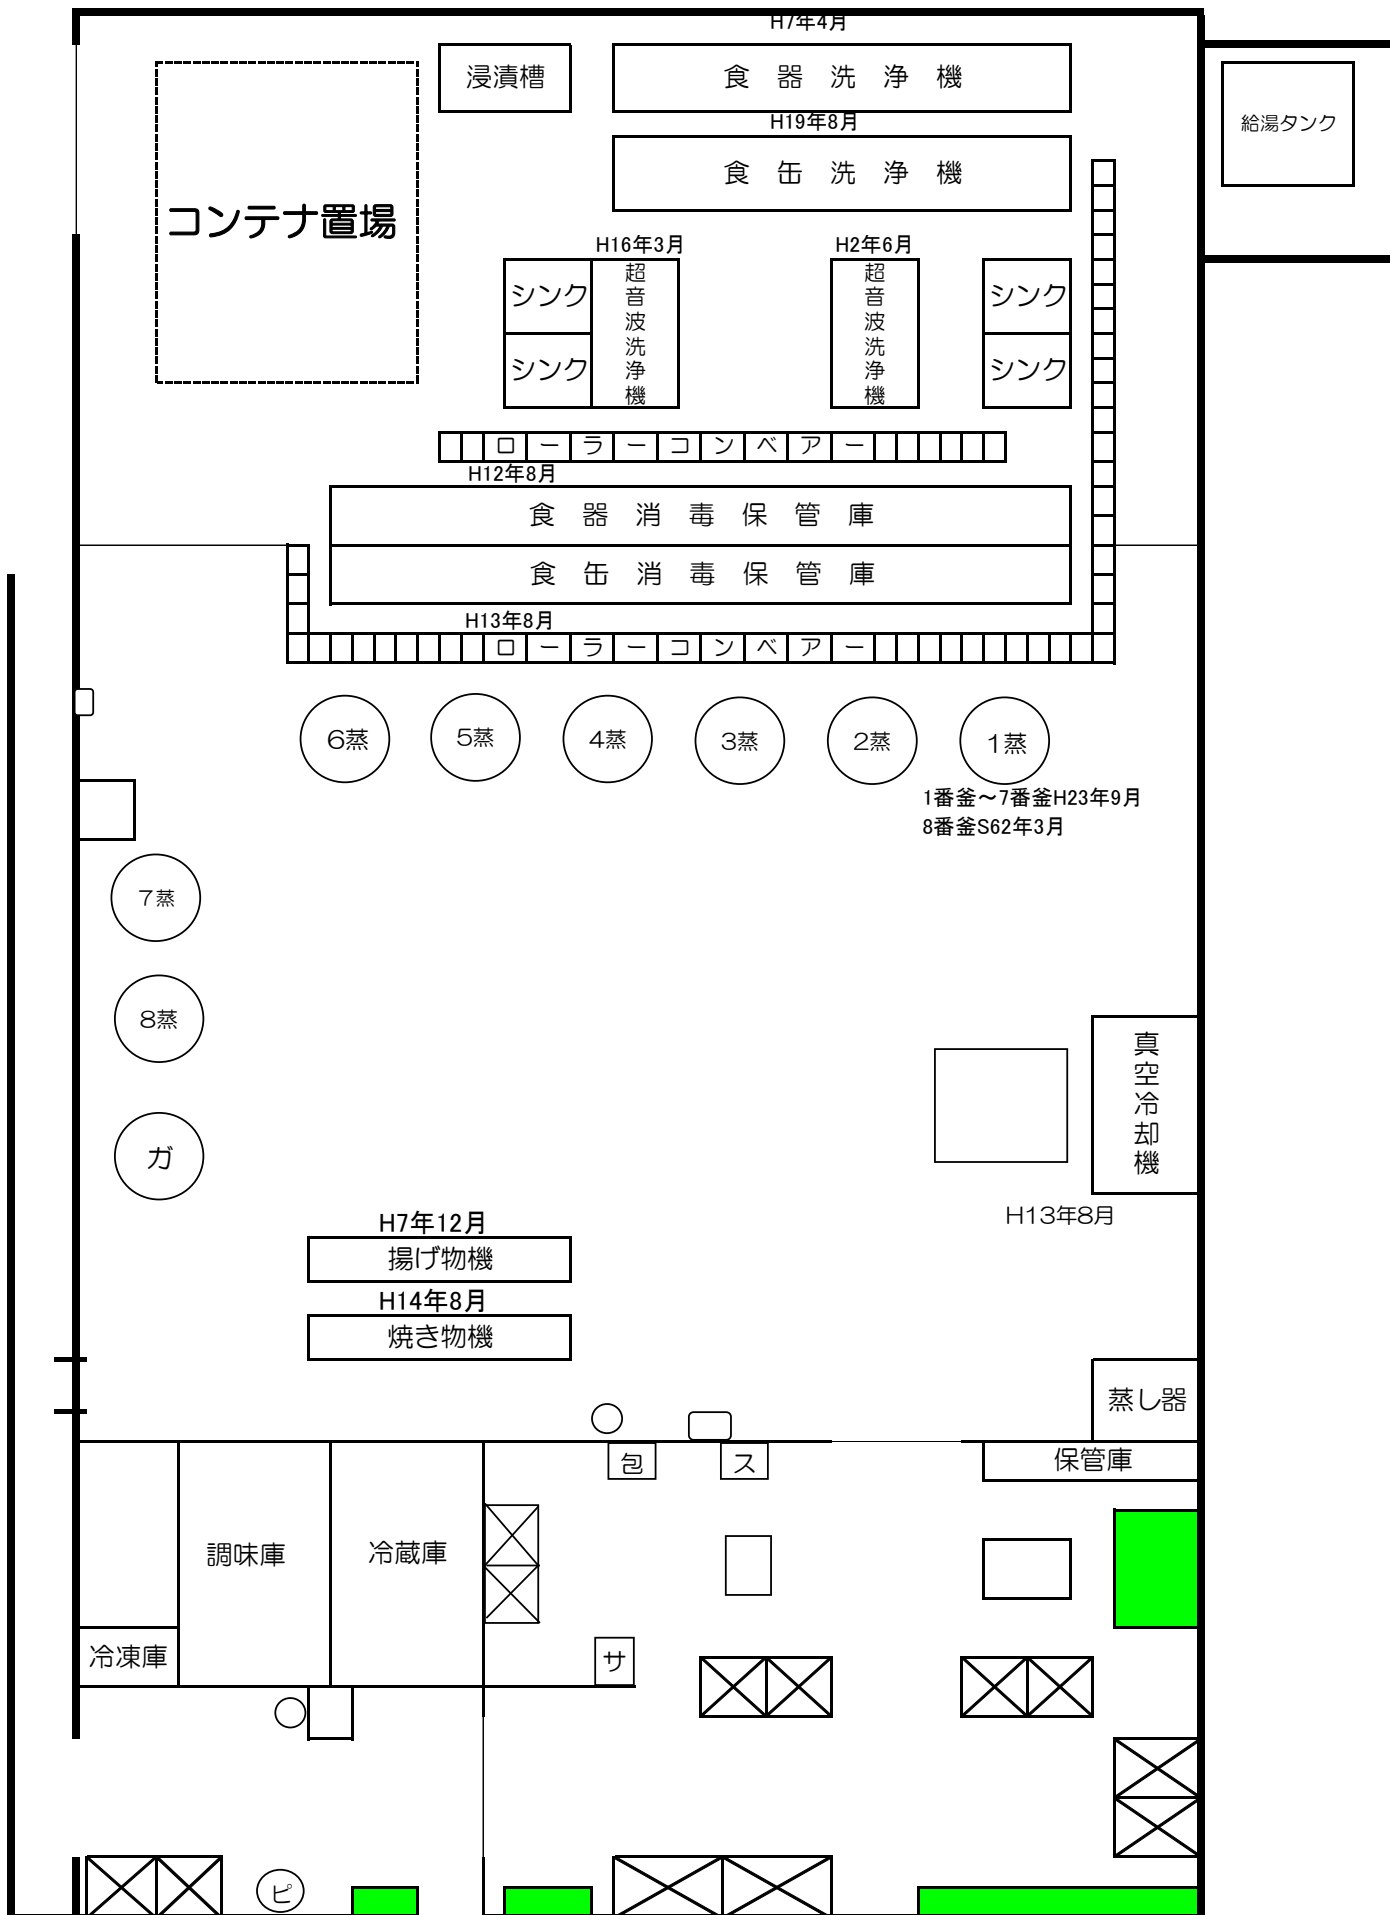 H7年4月
浸漬槽
食器洗浄機
給湯タンク
H19年8月
食缶洗浄機
コンテナ置場
H16年3月
H2年6月
シンク
シンク
超音波洗浄機
超音波洗浄機
シンク
シンク
ローラーコンベアー
H12年8月
食器消毒保管庫
食缶消毒保管庫
H13年8月
ローラーコンベアー
6蒸
5蒸
4蒸
3蒸
2蒸
1蒸
1番釜～7番釜H23年9月
8番釜S62年3月
7蒸
8蒸
ガ
真空冷却機
H13年8月
H7年12月
揚げ物機
H14年8月
焼き物機
蒸し器
包
ス
保管庫
調味庫
冷蔵庫
冷凍庫
サ
ピ